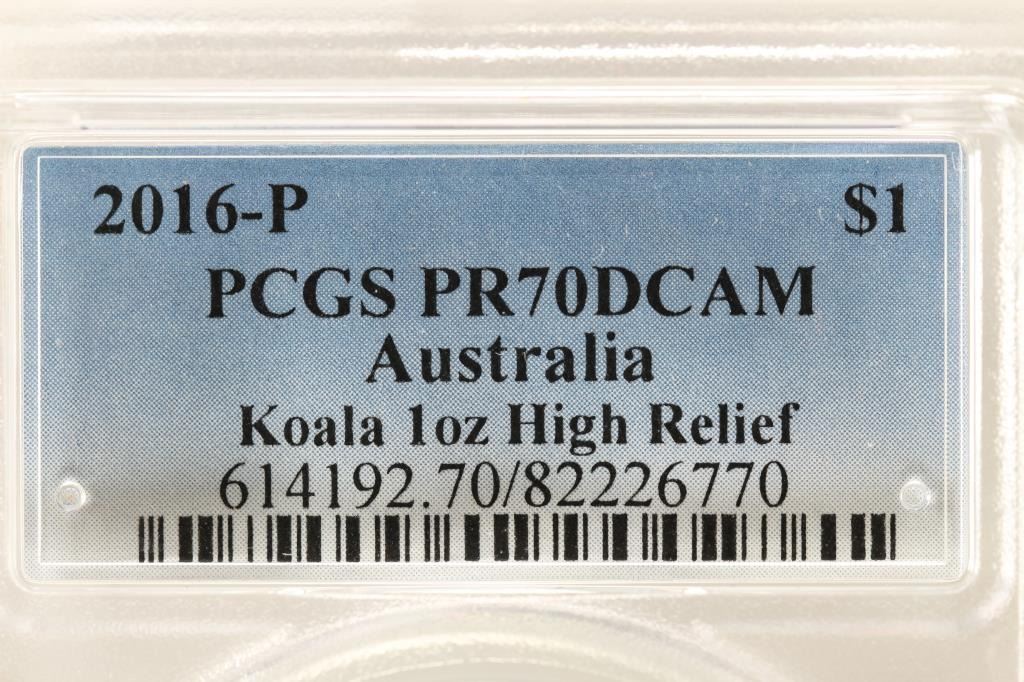 2016-P $1
PCGS PR70DCAM
Australia
Koala 1oz High Relief
614192.70/82226770